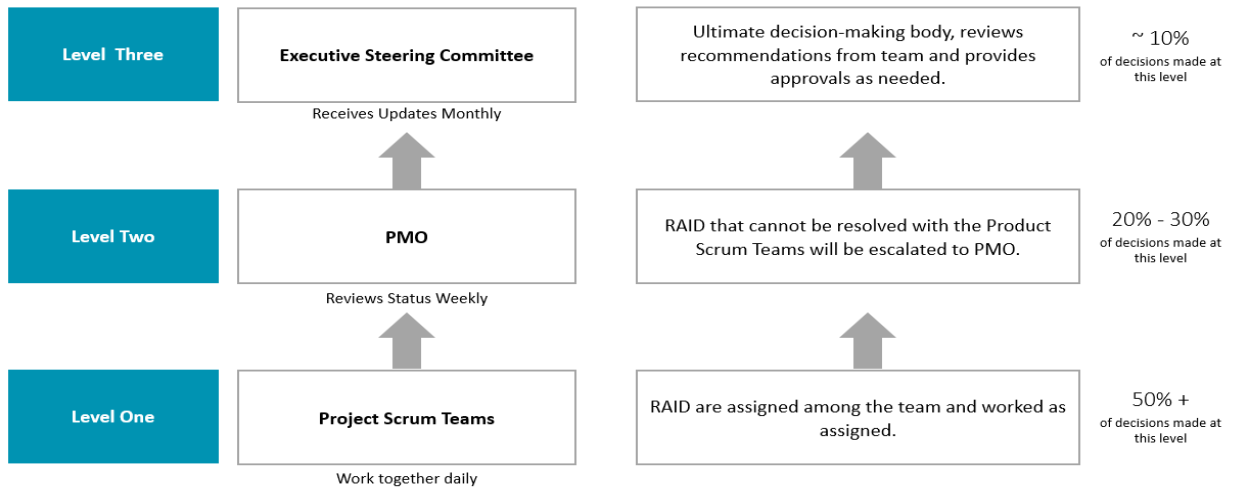 Level Three
Executive Steering Committee
Receives Updates Monthly
Ultimate decision-making body, reviews
recommendations from team and provides
approvals as needed.
~ 10%
of decisions made at
this level
Level Two
PMO
Reviews Status Weekly
RAID that cannot be resolved with the Product
Scrum Teams will be escalated to PMO.
20% - 30%
of decisions made at
this level
Level One
Project Scrum Teams
Work together daily
RAID are assigned among the team and worked as
assigned.
50% +
of decisions made at
this level